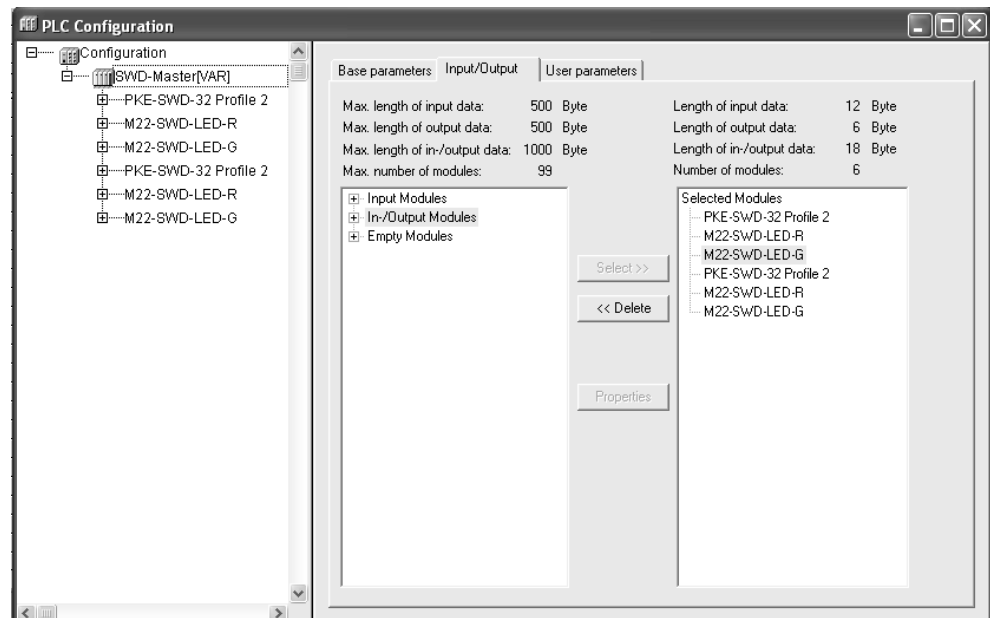 PLC Configuration
Configuration
SWD-Master[VAR]
PKE-SWD-32 Profile 2
M22-SWD-LED-R
M22-SWD-LED-G
PKE-SWD-32 Profile 2
M22-SWD-LED-R
M22-SWD-LED-G
Base parameters Input/Output User parameters
Max. length of input data: 500 Byte
Max. length of output data: 500 Byte
Max. length of in-/output data: 1000 Byte
Max. number of modules: 99
Length of input data: 12 Byte
Length of output data: 6 Byte
Length of in-/output data: 18 Byte
Number of modules: 6
Input Modules
In-/Output Modules
Empty Modules
Select >>
<< Delete
Properties
Selected Modules
PKE-SWD-32 Profile 2
M22-SWD-LED-R
M22-SWD-LED-G
PKE-SWD-32 Profile 2
M22-SWD-LED-R
M22-SWD-LED-G